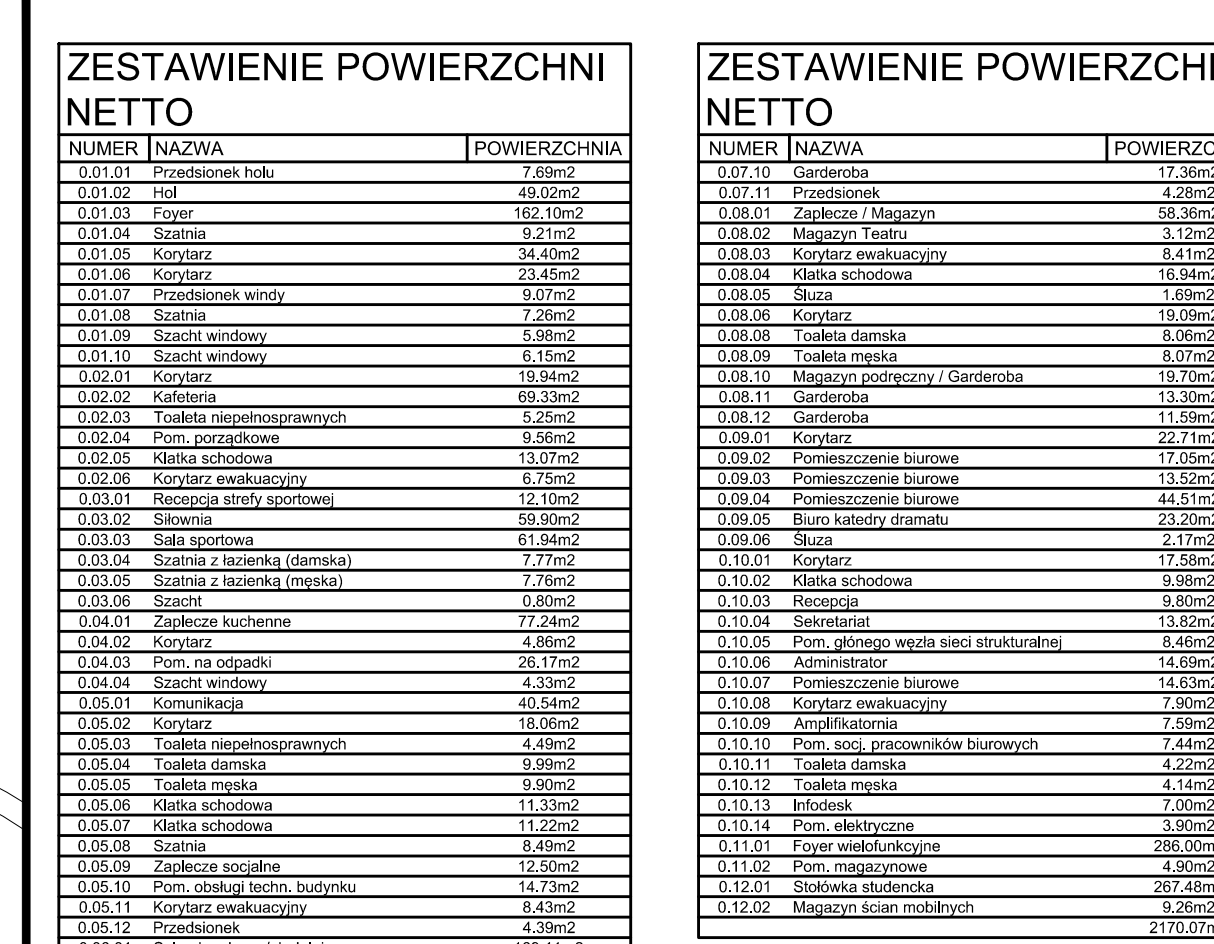 ZESTAWIENIE POWIERZCHNI
NETTO
NUMER NAZWA POWIERZCHNIA
0.01.01 Przedsionek holu 7.69m2
0.01.02 Hol 49.02m2
0.01.03 Foyer 162.10m2
0.01.04 Szatnia 9.21m2
0.01.05 Korytarz 34.40m2
0.01.06 Korytarz 23.45m2
0.01.07 Przedsionek windy 9.07m2
0.01.08 Szatnia 7.26m2
0.01.09 Szacht windowy 5.98m2
0.01.10 Szacht windowy 6.15m2
0.02.01 Korytarz 19.94m2
0.02.02 Kafeteria 69.33m2
0.02.03 Toaleta niepełnosprawnych 5.25m2
0.02.04 Pom. porządkowe 9.56m2
0.02.05 Klatka schodowa 13.07m2
0.02.06 Korytarz ewakuacyjny 6.75m2
0.03.01 Recepcja strefy sportowej 12.10m2
0.03.02 Siłownia 59.90m2
0.03.03 Sala sportowa 61.94m2
0.03.04 Szatnia z łazienką (damska) 7.77m2
0.03.05 Szatnia z łazienką (męska) 7.76m2
0.03.06 Szacht 0.80m2
0.04.01 Zaplecze kuchenne 77.24m2
0.04.02 Korytarz 4.86m2
0.04.03 Pom. na odpadki 26.17m2
0.04.04 Szacht windowy 4.33m2
0.05.01 Komunikacja 40.54m2
0.05.02 Korytarz 18.06m2
0.05.03 Toaleta niepełnosprawnych 4.49m2
0.05.04 Toaleta damska 9.99m2
0.05.05 Toaleta męska 9.90m2
0.05.06 Klatka schodowa 11.33m2
0.05.07 Klatka schodowa 11.22m2
0.05.08 Szatnia 8.49m2
0.05.09 Zaplecze socjalne 12.50m2
0.05.10 Pom. obsługi techn. budynku 14.73m2
0.05.11 Korytarz ewakuacyjny 8.43m2
0.05.12 Przedsionek 4.39m2
ZESTAWIENIE POWIERZCHNI
NETTO
NUMER NAZWA POWIERZC
0.07.10 Garderoba 17.36m2
0.07.11 Przedsionek 4.28m2
0.08.01 Zaplecze / Magazyn 58.36m2
0.08.02 Magazyn Teatru 3.12m2
0.08.03 Korytarz ewakuacyjny 8.41m2
0.08.04 Klatka schodowa 16.94m2
0.08.05 Śluza 1.69m2
0.08.06 Korytarz 19.09m2
0.08.08 Toaleta damska 8.06m2
0.08.09 Toaleta męska 8.07m2
0.08.10 Magazyn podręczny / Garderoba 19.70m2
0.08.11 Garderoba 13.30m2
0.08.12 Garderoba 11.59m2
0.09.01 Korytarz 22.71m2
0.09.02 Pomieszczenie biurowe 17.05m2
0.09.03 Pomieszczenie biurowe 13.52m2
0.09.04 Pomieszczenie biurowe 44.51m2
0.09.05 Biuro katedry dramatu 23.20m2
0.09.06 Śluza 2.17m2
0.10.01 Korytarz 17.58m2
0.10.02 Klatka schodowa 9.98m2
0.10.03 Recepcja 9.80m2
0.10.04 Sekretariat 13.82m2
0.10.05 Pom. głónego węzła sieci strukturalnej 8.46m2
0.10.06 Administrator 14.69m2
0.10.07 Pomieszczenie biurowe 14.63m2
0.10.08 Korytarz ewakuacyjny 7.90m2
0.10.09 Amplifikatornia 7.59m2
0.10.10 Pom. socj. pracowników biurowych 7.44m2
0.10.11 Toaleta damska 4.22m2
0.10.12 Toaleta męska 4.14m2
0.10.13 Infodesk 7.00m2
0.10.14 Pom. elektryczne 3.90m2
0.11.01 Foyer wielofunkcyjne 286.00m
0.11.02 Pom. magazynowe 4.90m2
0.12.01 Stołówka studencka 267.48m
0.12.02 Magazyn ścian mobilnych 9.26m2
2170.07m